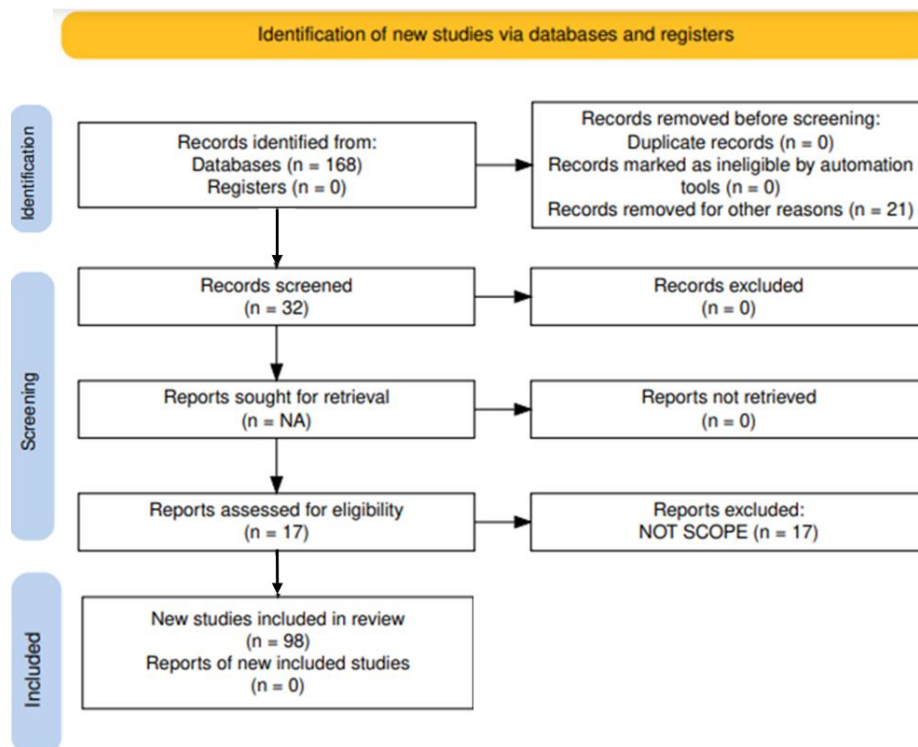 Identification of new studies via databases and registers
Identification
Records identified from:
Databases (n = 168)
Registers (n = 0)
Records removed before screening:
Duplicate records (n = 0)
Records marked as ineligible by automation
tools (n = 0)
Records removed for other reasons (n = 21)
Screening
Records screened
(n = 32)
Records excluded
(n = 0)
Reports sought for retrieval
(n = NA)
Reports not retrieved
(n = 0)
Reports assessed for eligibility
(n = 17)
Reports excluded:
NOT SCOPE (n = 17)
Included
New studies included in review
(n = 98)
Reports of new included studies
(n = 0)